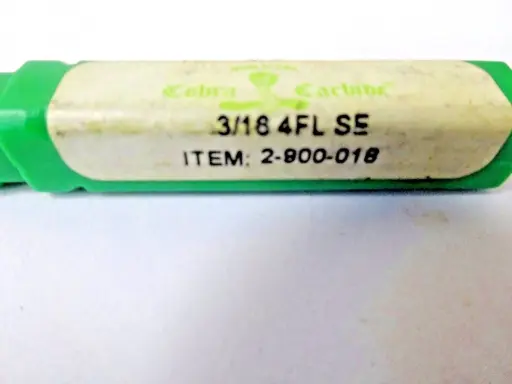 Cobra Carbide
3/16 4FL SE
ITEM: 2-900-018